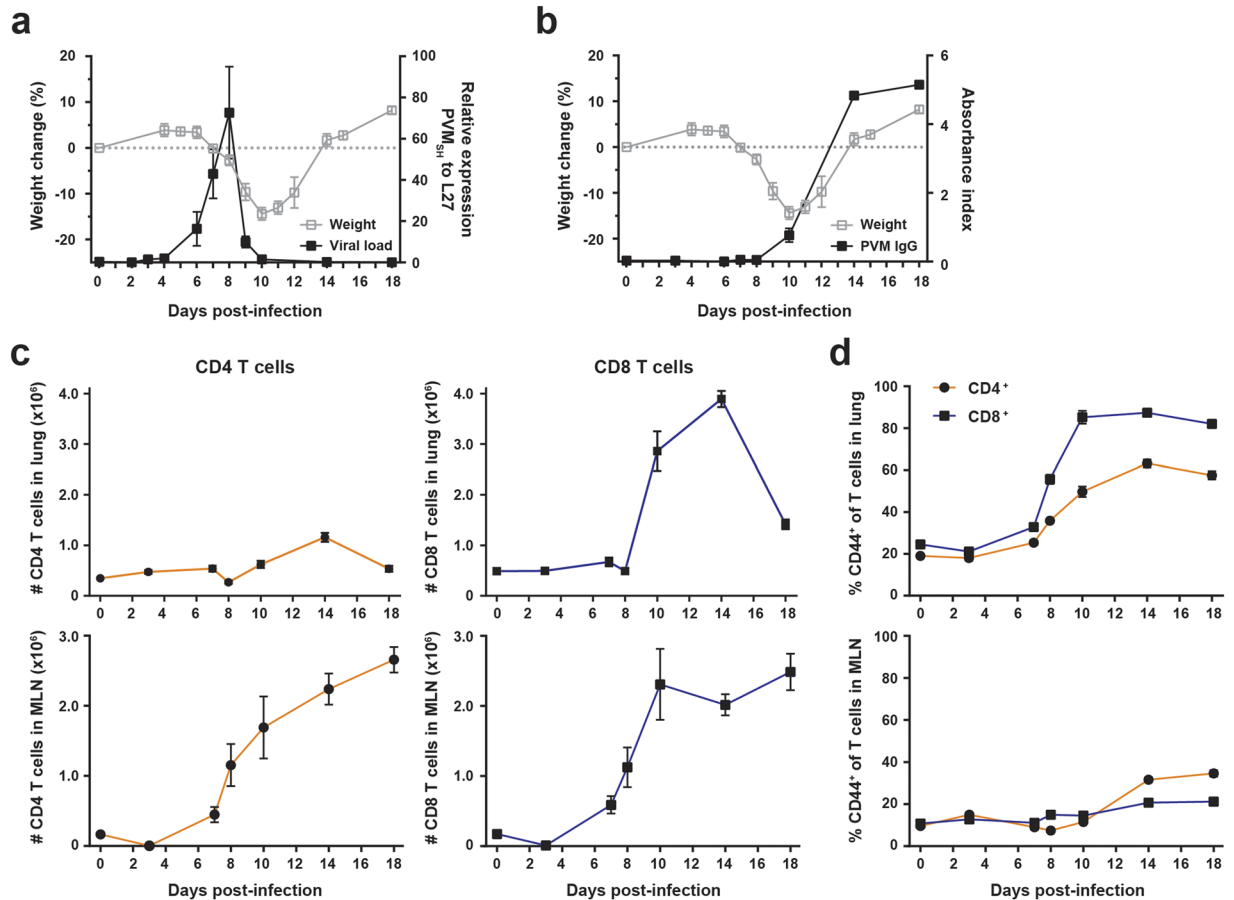 a
Weight change (%)
20
10
0
-10
-20
100
80
60
40
20
0
Relative expression
PVMSH to L27
Weight
Viral load
0 2 4 6 8 10 12 14 16 18
Days post-infection
b
Weight change (%)
20
10
0
-10
-20
6
4
2
0
Absorbance index
Weight
PVM IgG
0 2 4 6 8 10 12 14 16 18
Days post-infection
c
CD4 T cells
# CD4 T cells in lung (x10⁶)
4.0
3.0
2.0
1.0
0
0 2 4 6 8 10 12 14 16 18
CD8 T cells
# CD8 T cells in lung (x10⁶)
4.0
3.0
2.0
1.0
0
0 2 4 6 8 10 12 14 16 18
# CD4 T cells in MLN (x10⁶)
3.0
2.0
1.0
0
0 2 4 6 8 10 12 14 16 18
Days post-infection
# CD8 T cells in MLN (x10⁶)
3.0
2.0
1.0
0
0 2 4 6 8 10 12 14 16 18
Days post-infection
d
% CD44⁺ of T cells in lung
100
80
60
40
20
0
CD4⁺
CD8⁺
0 2 4 6 8 10 12 14 16 18
% CD44⁺ of T cells in MLN
100
80
60
40
20
0
0 2 4 6 8 10 12 14 16 18
Days post-infection